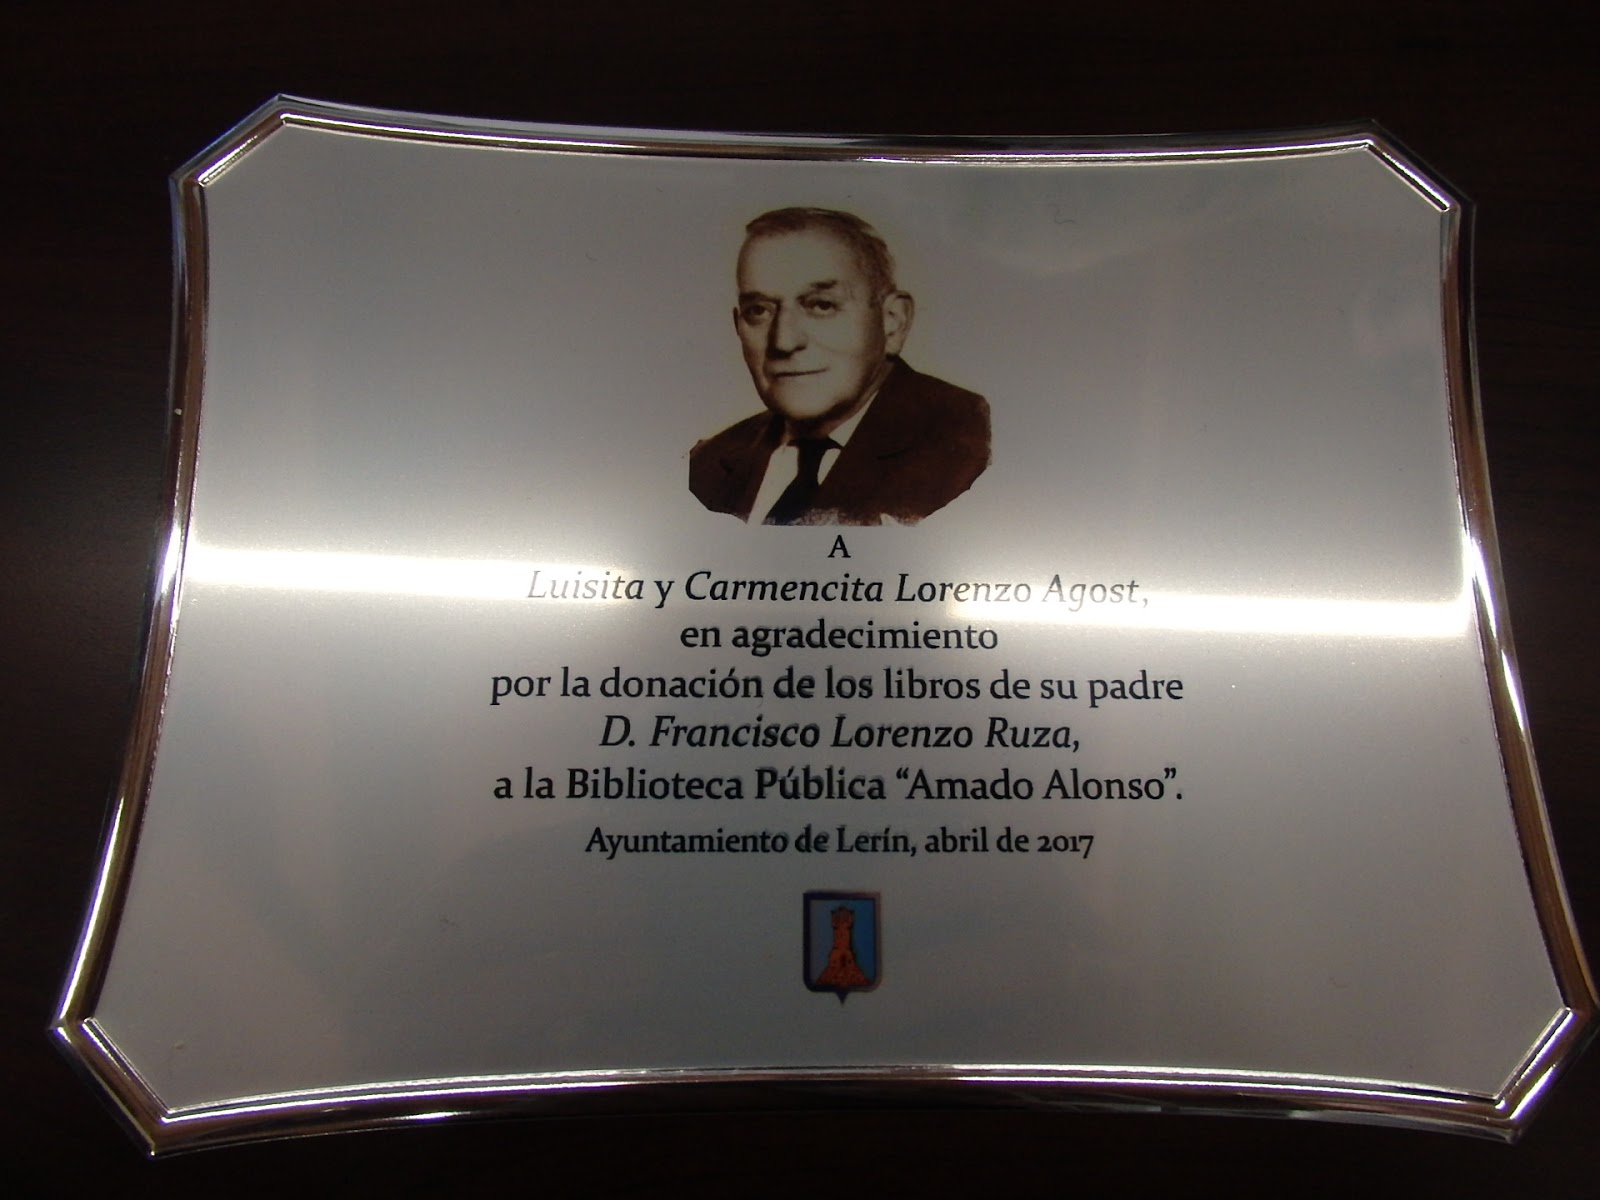 A
Luisita y Carmencita Lorenzo Agost,
en agradecimiento
por la donación de los libros de su padre
D. Francisco Lorenzo Ruza,
a la Biblioteca Pública “Amado Alonso”.
Ayuntamiento de Lerín, abril de 2017